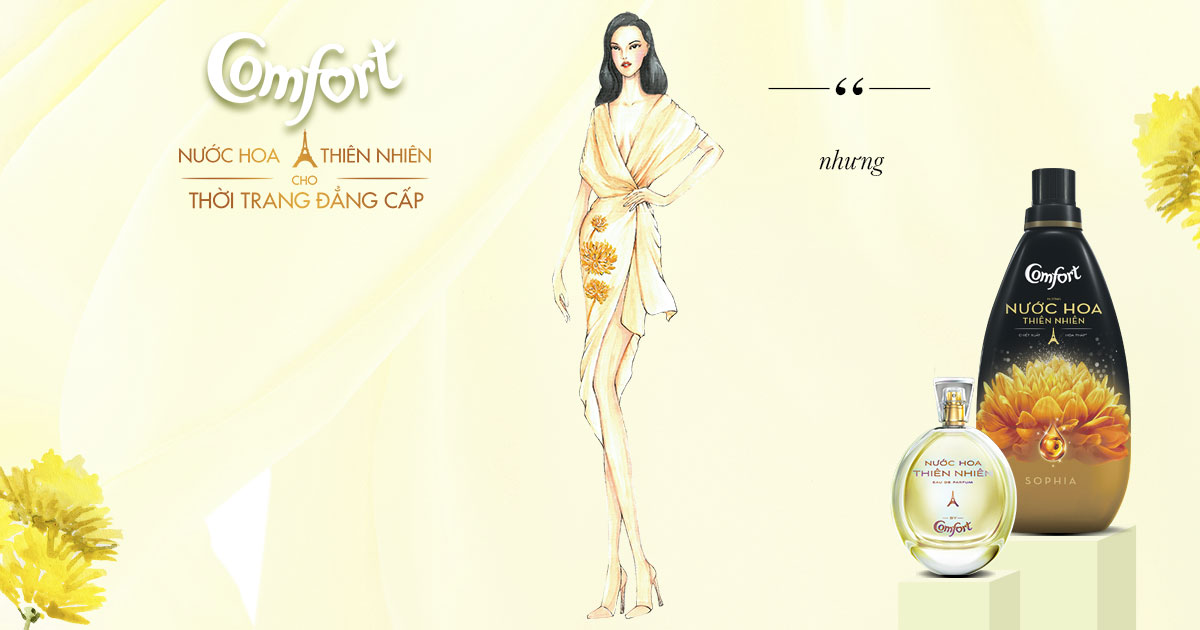 Comfort
NƯỚC HOA THIÊN NHIÊN
CHO
THỜI TRANG ĐẲNG CẤP
“
nhưng
Comfort
NƯỚC HOA
THIÊN NHIÊN
SOPHIA
NƯỚC HOA
THIÊN NHIÊN
EAU DE PARFUM
BY
Comfort